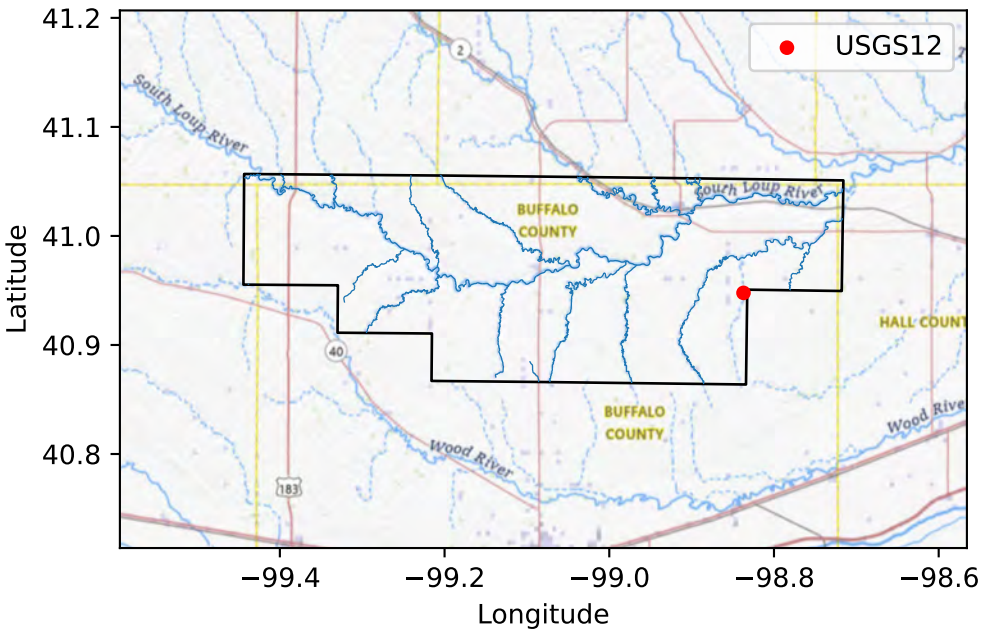 41.2
41.1
41.0
40.9
40.8
Latitude
USGS12
2
South Loup River
South Loup River
BUFFALO
COUNTY
HALL COUNT
40
BUFFALO
COUNTY
Wood River
Wood Rive
183
−99.4
−99.2
−99.0
−98.8
−98.6
Longitude